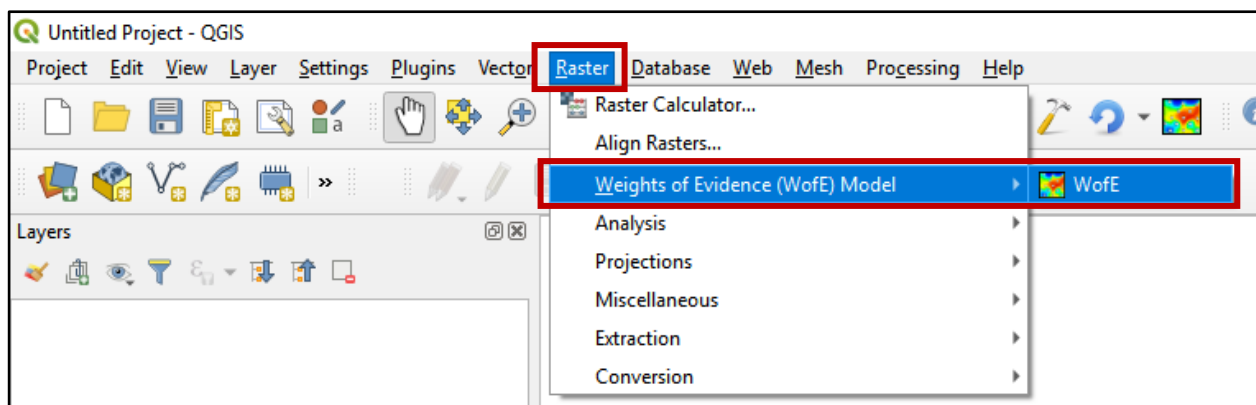 Untitled Project - QGIS
Project Edit View Layer Settings Plugins Vector Raster Database Web Mesh Processing Help
Raster Calculator...
a
Align Rasters...
Weights of Evidence (WofE) Model WofE
»
Layers
Analysis
Projections
ε
Miscellaneous
Extraction
Conversion